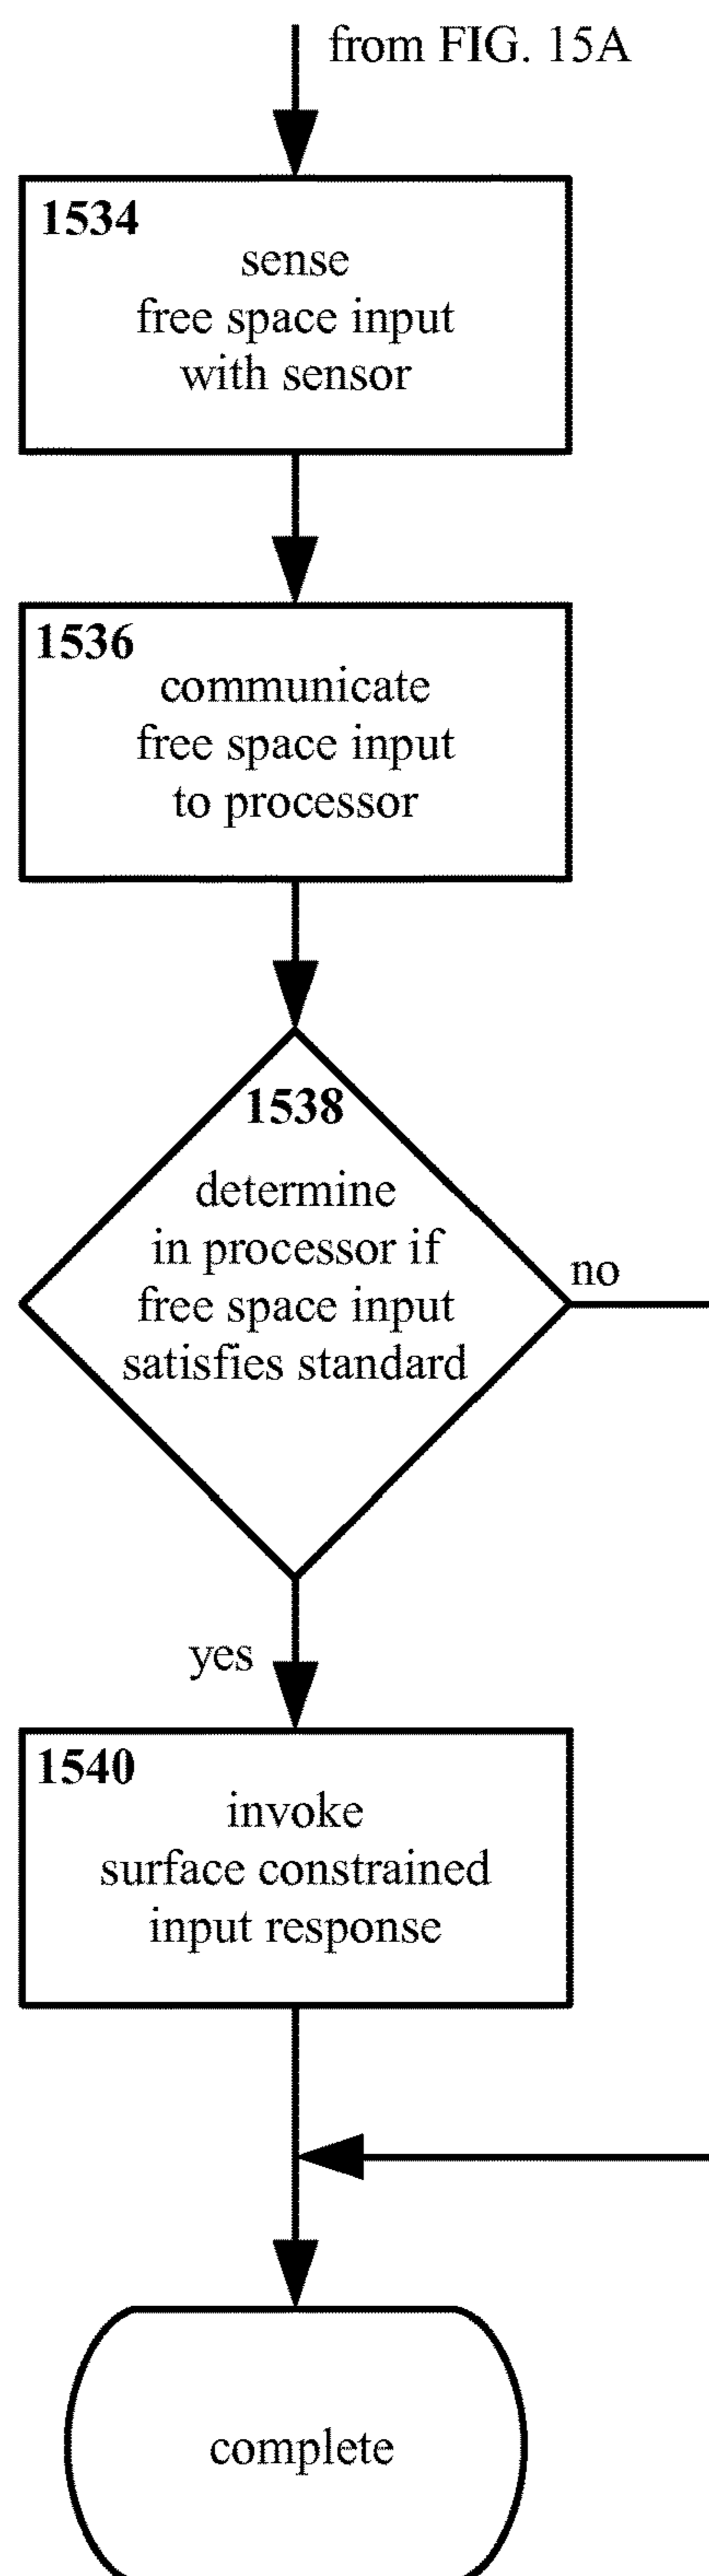 from FIG. 15A
1534
sense
free space input
with sensor
1536
communicate
free space input
to processor
1538
determine
in processor if
free space input
satisfies standard
no
yes
1540
invoke
surface constrained
input response
complete